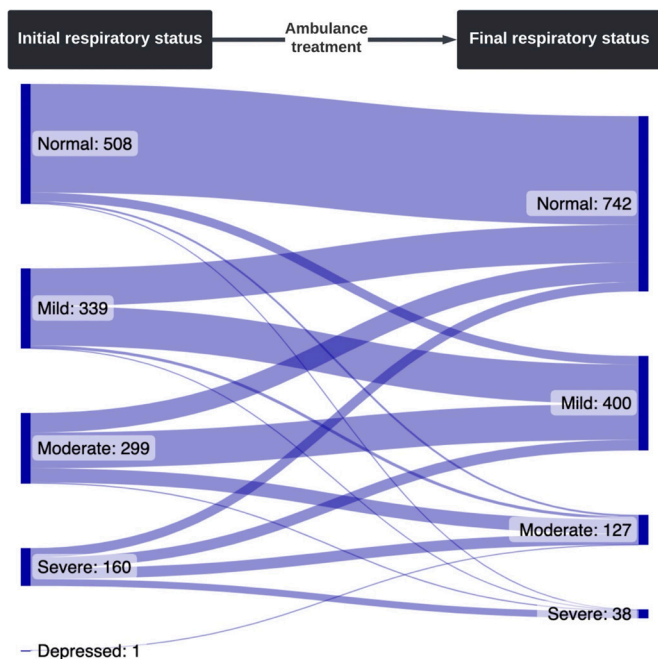 Initial respiratory status
Ambulance
treatment
Final respiratory status
Normal: 508
Mild: 339
Moderate: 299
Severe: 160
Depressed: 1
Normal: 742
Mild: 400
Moderate: 127
Severe: 38